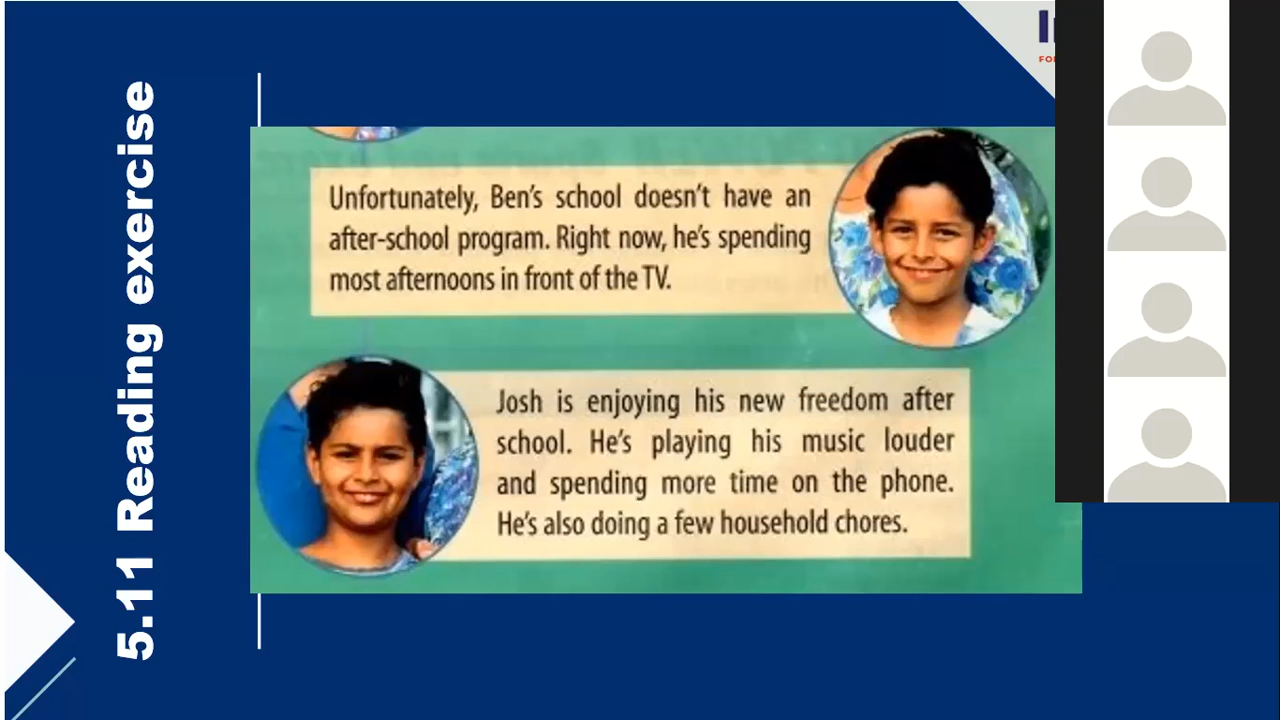 5.11 Reading exercise
Unfortunately, Ben's school doesn't have an
after-school program. Right now, he's spending
most afternoons in front of the TV.
Josh is enjoying his new freedom after
school. He's playing his music louder
and spending more time on the phone.
He's also doing a few household chores.